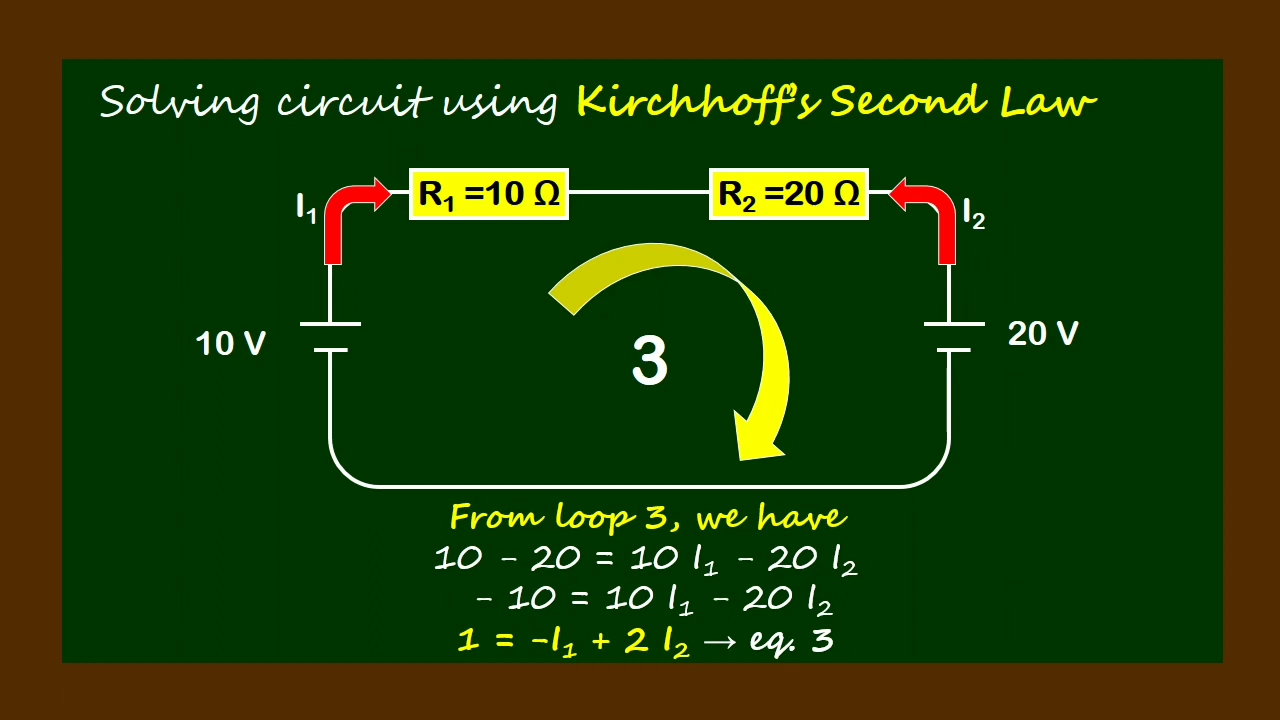 Solving circuit using Kirchhoff's Second Law
I₁ R₁ =10 Ω R₂ =20 Ω I₂
10 V 3 20 V
From loop 3, we have
10 - 20 = 10 I₁ - 20 I₂
- 10 = 10 I₁ - 20 I₂
1 = -I₁ + 2 I₂ → eq. 3